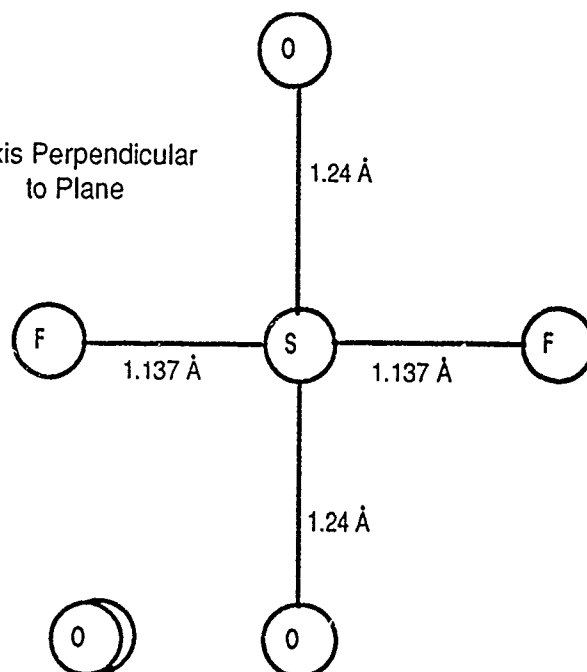 O
xis Perpendicular
to Plane
1.24 Å
F
S
F
1.137 Å
1.137 Å
1.24 Å
O
O